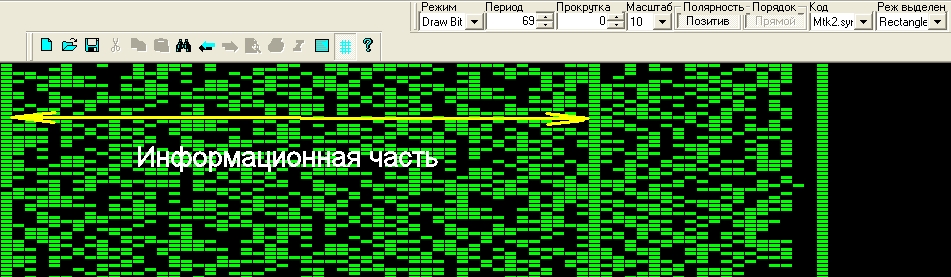 Режим Период Прокрутка Масштаб Полярность Порядок Код Реж выделен
Draw Bit 69 0 10 Позитив Прямой Mtk2.syr Rectangle
Информационная часть